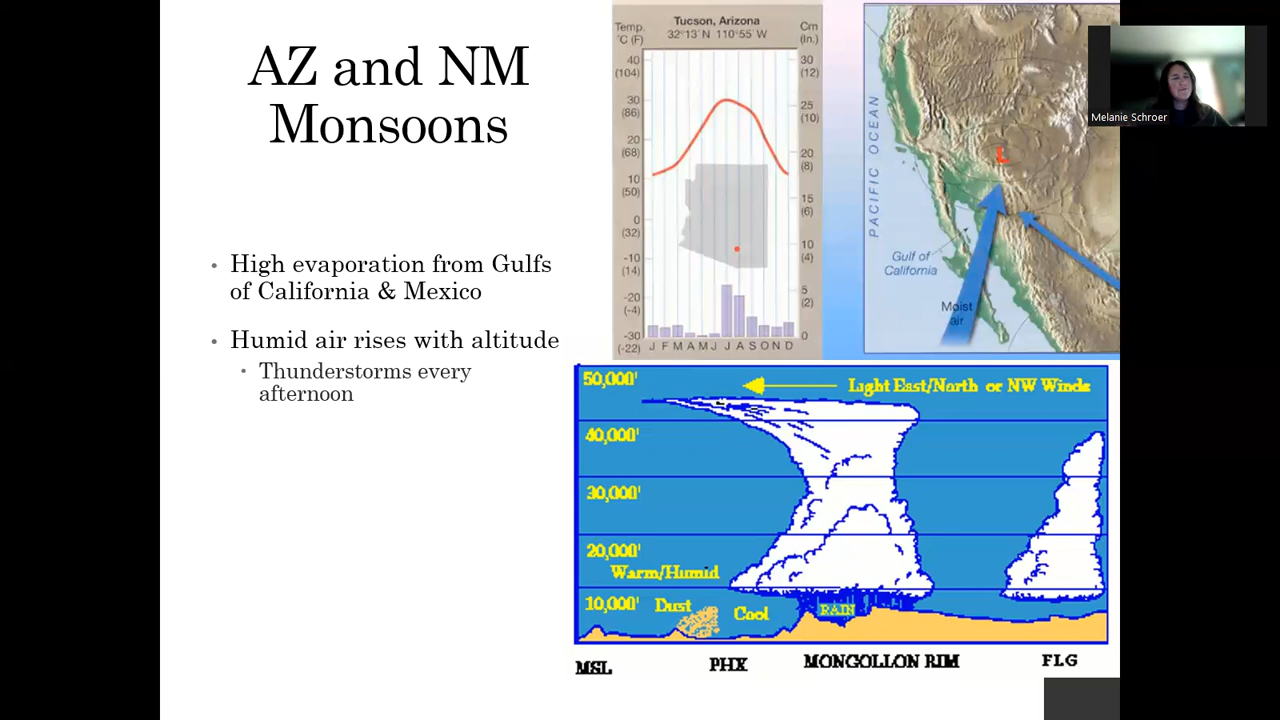 AZ and NM
Monsoons
• High evaporation from Gulfs
of California & Mexico
• Humid air rises with altitude
• Thunderstorms every
afternoon
Tucson, Arizona
32°13′ N 110°55′ W
Temp.
°C (F)
Cm
(In.)
40
(104)
30
(86)
20
(68)
10
(50)
0
(32)
-10
(14)
-20
(-4)
-30
(-22)
30
(12)
25
(10)
20
(8)
15
(6)
10
(4)
5
(2)
0
J F M A M J J A S O N D
PACIFIC OCEAN
L
Gulf of
California
Moist
air
Melanie Schroer
50,000'
Light East/North or NW Winds
40,000'
30,000'
20,000'
Warm/Humid
10,000'
Dust
Cool
RAIN
MSL
PHX
MONGOLLON RIM
FLG